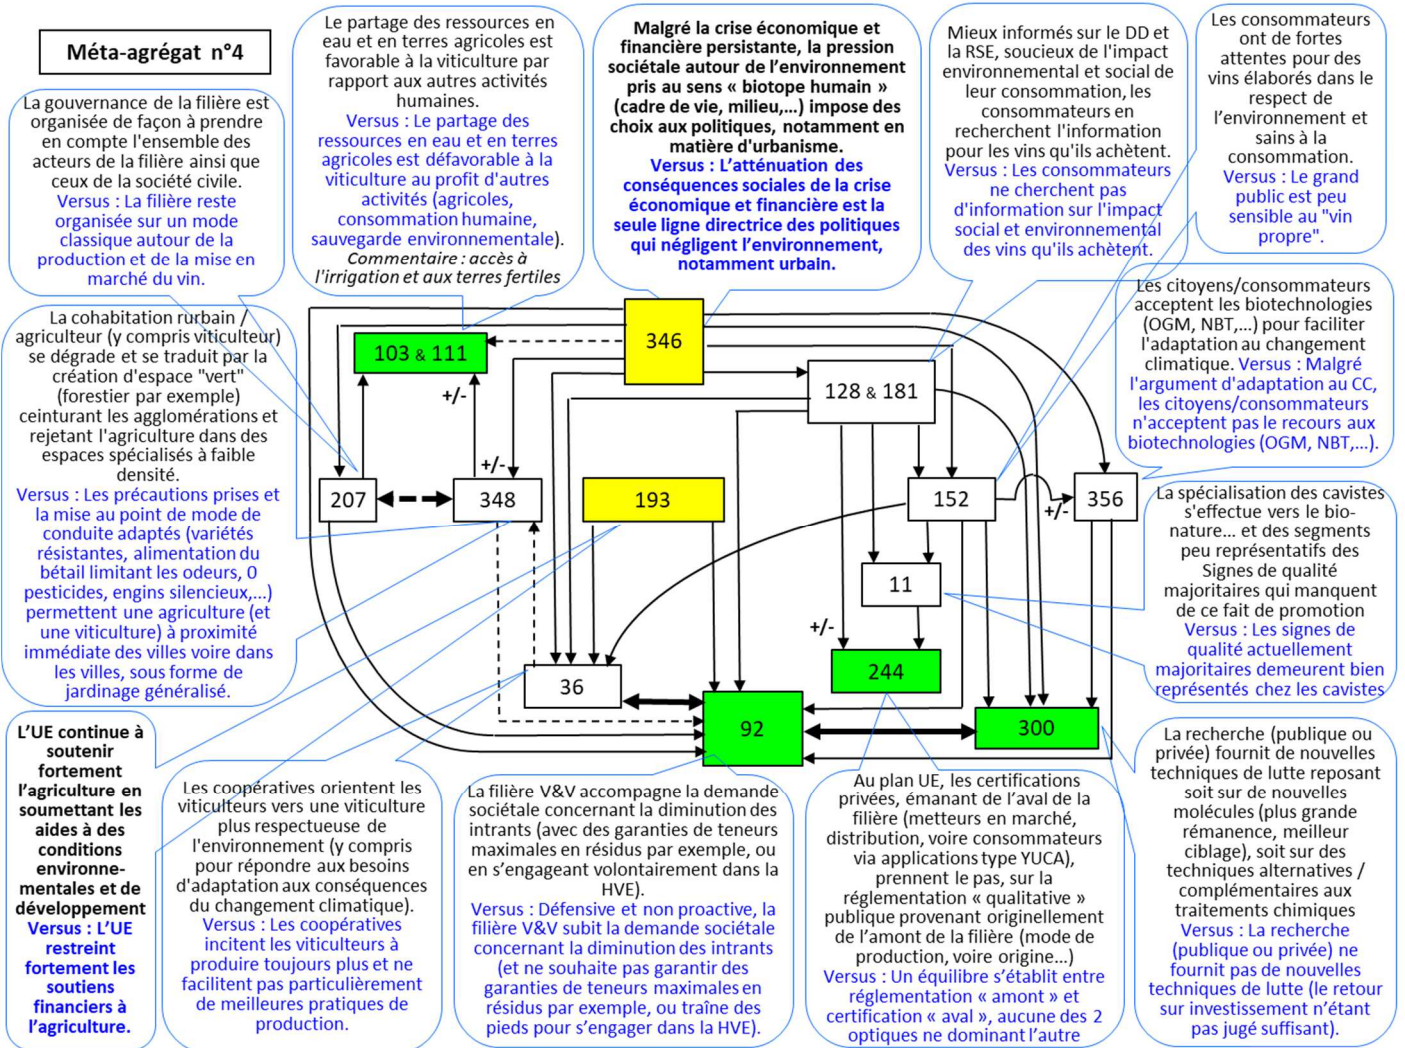 Méta-agrégat n°4
La gouvernance de la filière est
organisée de façon à prendre
en compte l'ensemble des
acteurs de la filière ainsi que
ceux de la société civile.
Versus : La filière reste
organisée sur un mode
classique autour de la
production et de la mise en
marché du vin.
Le partage des ressources en
eau et en terres agricoles est
favorable à la viticulture par
rapport aux autres activités
humaines.
Versus : Le partage des
ressources en eau et en terres
agricoles est défavorable à la
viticulture au profit d'autres
activités (agricoles,
consommation humaine,
sauvegarde environnementale).
Commentaire : accès à
l'irrigation et aux terres fertiles
Malgré la crise économique et
financière persistante, la pression
sociétale autour de l’environnement
pris au sens « biotope humain »
(cadre de vie, milieu,…) impose des
choix aux politiques, notamment en
matière d'urbanisme.
Versus : L’atténuation des
conséquences sociales de la crise
économique et financière est la
seule ligne directrice des politiques
qui négligent l’environnement,
notamment urbain.
Mieux informés sur le DD et
la RSE, soucieux de l'impact
environnemental et social de
leur consommation, les
consommateurs en
recherchent l'information
pour les vins qu'ils achètent.
Versus : Les consommateurs
ne cherchent pas
d'information sur l'impact
social et environnemental
des vins qu'ils achètent.
Les consommateurs
ont de fortes
attentes pour des
vins élaborés dans le
respect de
l’environnement et
sains à la
consommation.
Versus : Le grand
public est peu
sensible au "vin
propre".
La cohabitation rurbain /
agriculteur (y compris viticulteur)
se dégrade et se traduit par la
création d'espace "vert"
(forestier par exemple)
ceinturant les agglomérations et
rejetant l'agriculture dans des
espaces spécialisés à faible
densité.
Versus : Les précautions prises et
la mise au point de mode de
conduite adaptés (variétés
résistantes, alimentation du
bétail limitant les odeurs, 0
pesticides, engins silencieux,...)
permettent une agriculture (et
une viticulture) à proximité
immédiate des villes voire dans
les villes, sous forme de
jardinage généralisé.
Les citoyens/consommateurs
acceptent les biotechnologies
(OGM, NBT,…) pour faciliter
l'adaptation au changement
climatique. Versus : Malgré
l'argument d'adaptation au CC,
les citoyens/consommateurs
n'acceptent pas le recours aux
biotechnologies (OGM, NBT,…).
346
103 & 111
128 & 181
+/-
+/-
207
348
193
152
+/-
356
11
+/-
244
36
92
300
La spécialisation des cavistes
s'effectue vers le bio-
nature… et des segments
peu représentatifs des
Signes de qualité
majoritaires qui manquent
de ce fait de promotion
Versus : Les signes de
qualité actuellement
majoritaires demeurent bien
représentés chez les cavistes
L’UE continue à
soutenir
fortement
l’agriculture en
soumettant les
aides à des
conditions
environne-
mentales et de
développement
Versus : L’UE
restreint
fortement les
soutiens
financiers à
l’agriculture.
Les coopératives orientent les
viticulteurs vers une viticulture
plus respectueuse de
l'environnement (y compris
pour répondre aux besoins
d'adaptation aux conséquences
du changement climatique).
Versus : Les coopératives
incitent les viticulteurs à
produire toujours plus et ne
facilitent pas particulièrement
de meilleures pratiques de
production.
La filière V&V accompagne la demande
sociétale concernant la diminution des
intrants (avec des garanties de teneurs
maximales en résidus par exemple, ou
en s’engageant volontairement dans la
HVE).
Versus : Défensive et non proactive, la
filière V&V subit la demande sociétale
concernant la diminution des intrants
(et ne souhaite pas garantir des
garanties de teneurs maximales en
résidus par exemple, ou traîne des
pieds pour s’engager dans la HVE).
Au plan UE, les certifications
privées, émanant de l’aval de la
filière (metteurs en marché,
distribution, voire consommateurs
via applications type YUCA),
prennent le pas, sur la
réglementation « qualitative »
publique provenant originellement
de l’amont de la filière (mode de
production, voire origine…)
Versus : Un équilibre s’établit entre
réglementation « amont » et
certification « aval », aucune des 2
optiques ne dominant l’autre
La recherche (publique ou
privée) fournit de nouvelles
techniques de lutte reposant
soit sur de nouvelles
molécules (plus grande
rémanence, meilleur
ciblage), soit sur des
techniques alternatives /
complémentaires aux
traitements chimiques
Versus : La recherche
(publique ou privée) ne
fournit pas de nouvelles
techniques de lutte (le retour
sur investissement n’étant
pas jugé suffisant).